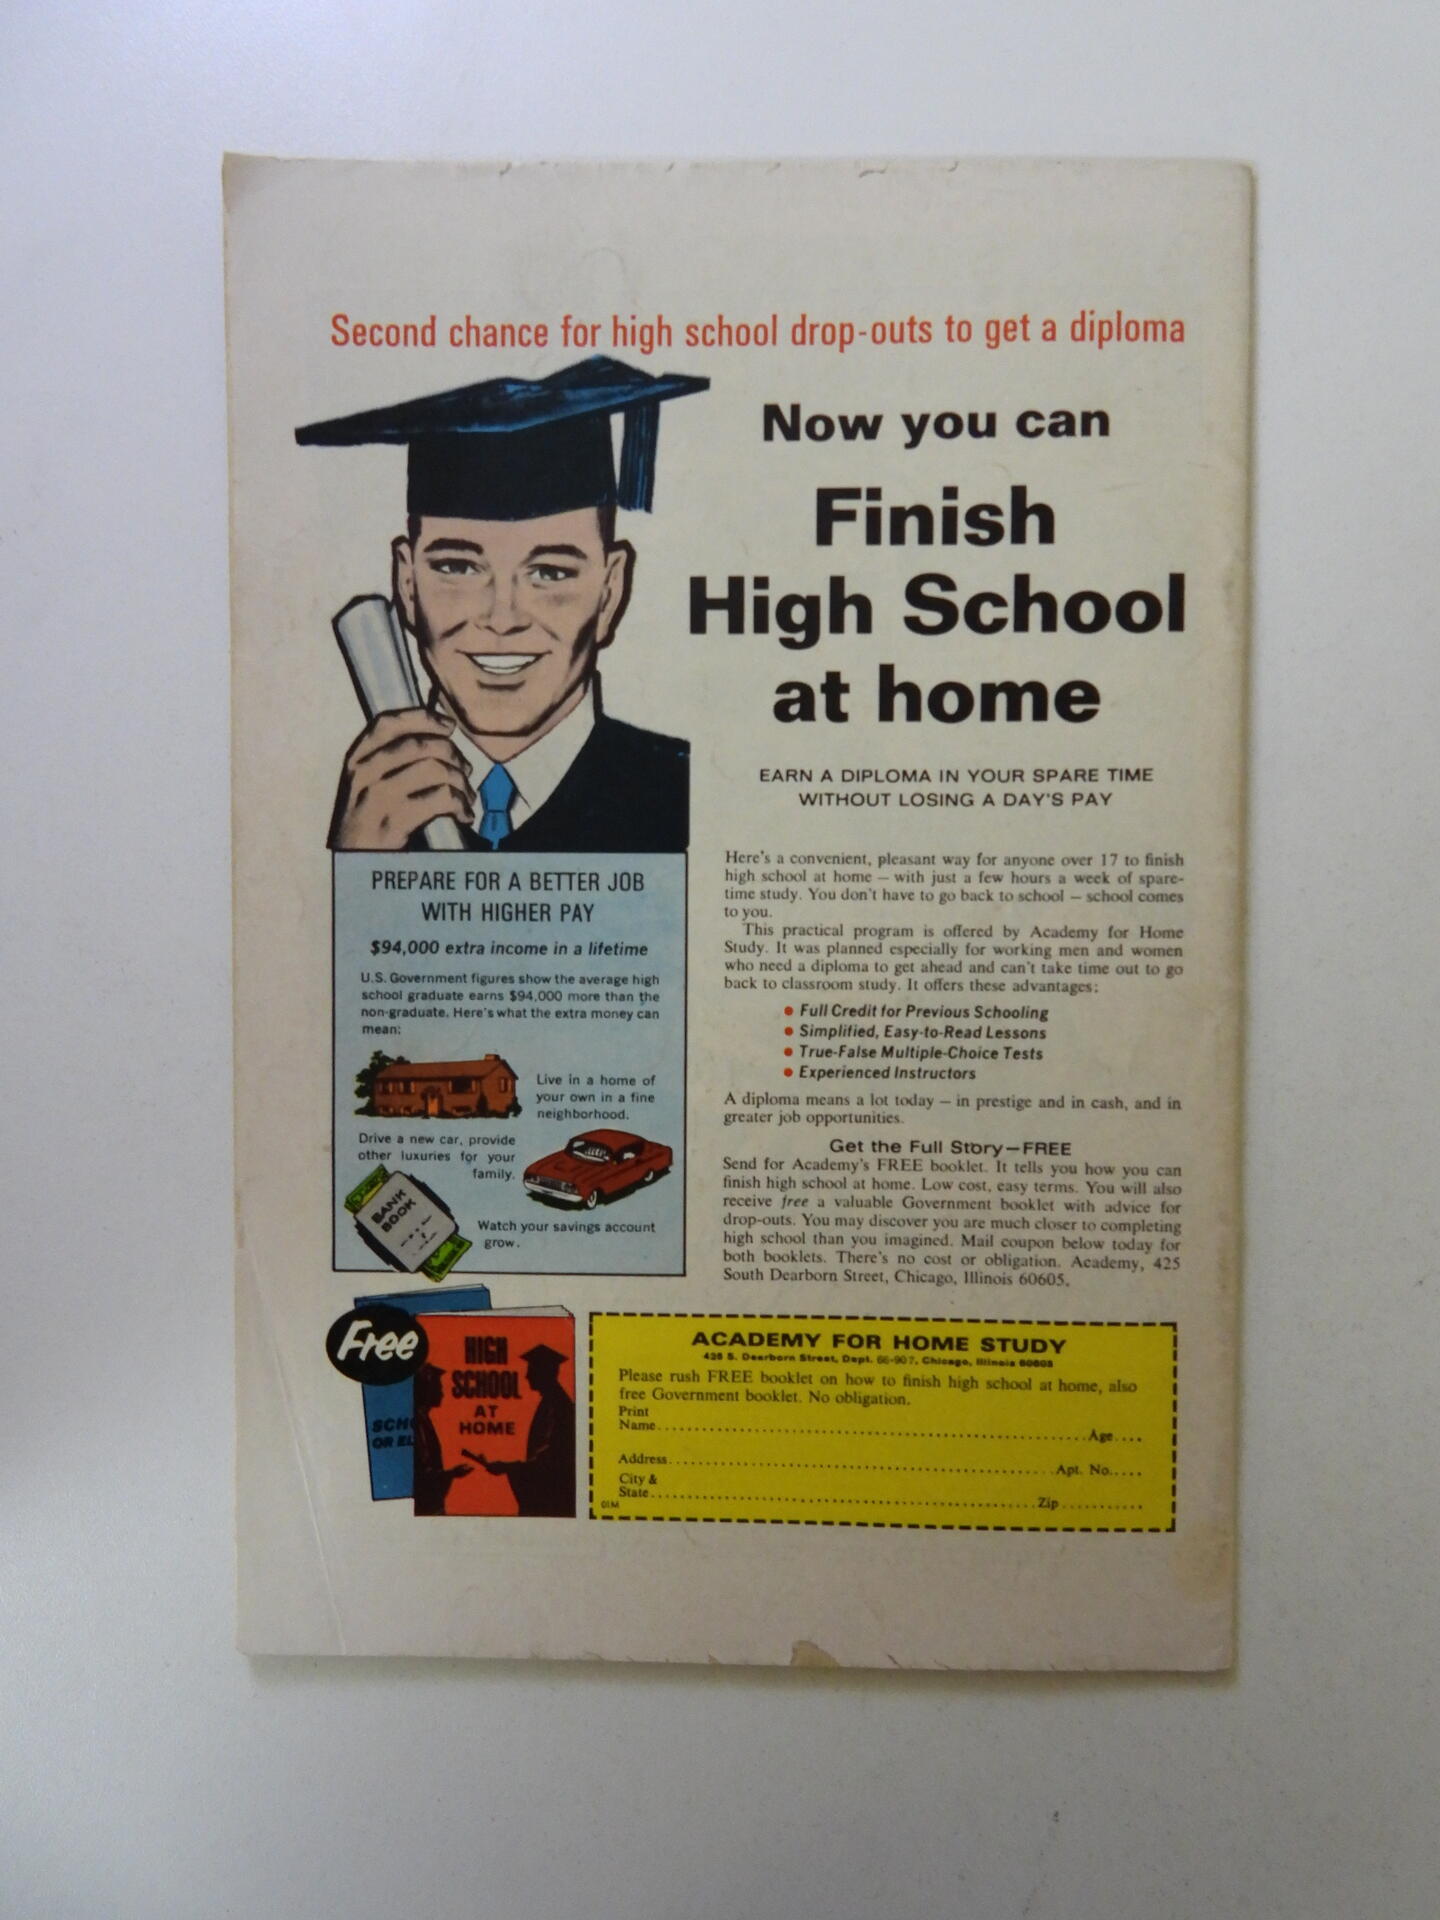 Second chance for high school drop-outs to get a diploma
Now you can
Finish
High School
at home
EARN A DIPLOMA IN YOUR SPARE TIME
WITHOUT LOSING A DAY'S PAY
PREPARE FOR A BETTER JOB
WITH HIGHER PAY
$94,000 extra income in a lifetime
U.S. Government figures show the average high
school graduate earns $94,000 more than the
non-graduate. Here's what the extra money can
mean:
Live in a home of
your own in a fine
neighborhood.
Drive a new car, provide
other luxuries for your
family.
BANK
BOOK
Watch your savings account
grow.
Here's a convenient, pleasant way for anyone over 17 to finish
high school at home — with just a few hours a week of spare-
time study. You don't have to go back to school — school comes
to you.
This practical program is offered by Academy for Home
Study. It was planned especially for working men and women
who need a diploma to get ahead and can't take time out to go
back to classroom study. It offers these advantages:
• Full Credit for Previous Schooling
• Simplified, Easy-to-Read Lessons
• True-False Multiple-Choice Tests
• Experienced Instructors
A diploma means a lot today — in prestige and in cash, and in
greater job opportunities.
Get the Full Story—FREE
Send for Academy's FREE booklet. It tells you how you can
finish high school at home. Low cost, easy terms. You will also
receive free a valuable Government booklet with advice for
drop-outs. You may discover you are much closer to completing
high school than you imagined. Mail coupon below today for
both booklets. There's no cost or obligation. Academy, 425
South Dearborn Street, Chicago, Illinois 60605.
Free
SCH
OR EL
HIGH
SCHOOL
AT
HOME
ACADEMY FOR HOME STUDY
425 S. Dearborn Street, Dept. 66-907, Chicago, Illinois 60605
Please rush FREE booklet on how to finish high school at home, also
free Government booklet. No obligation.
Print
Name.......... Age....
Address.......... Apt. No.....
City &
State.......... Zip..........
01M